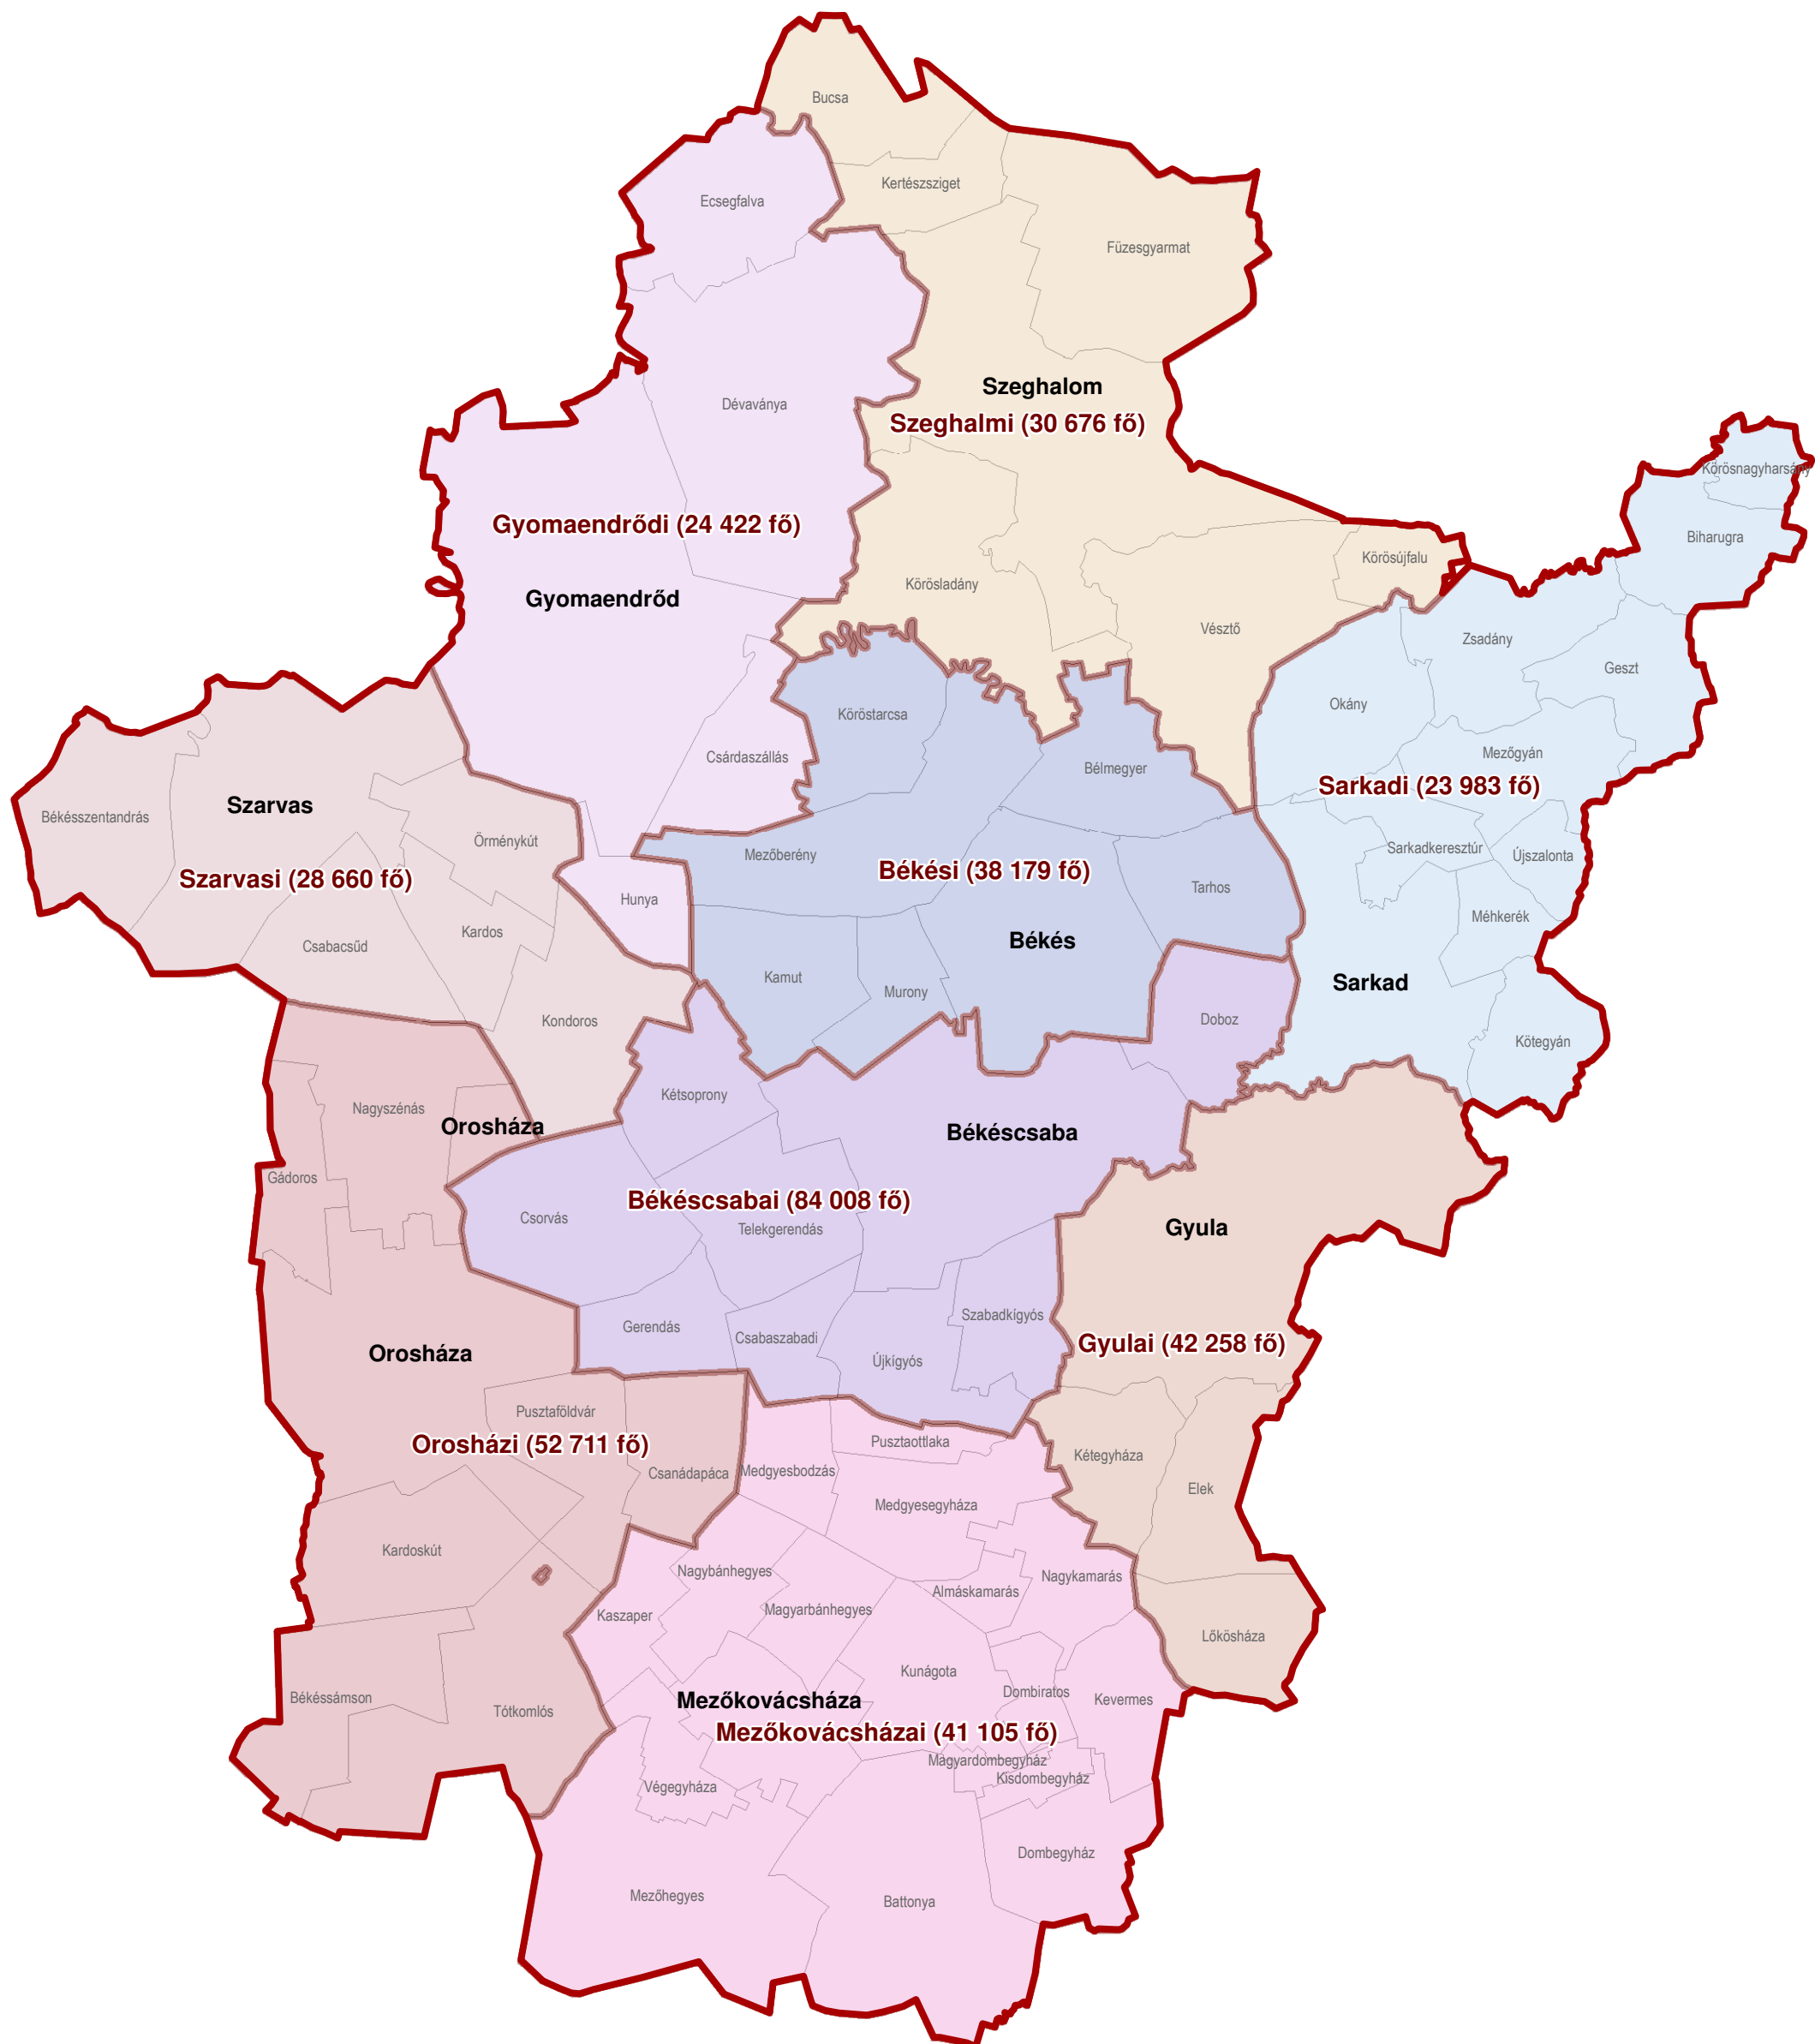 Bucsa
Kertészsziget
Ecsegfalva
Füzesgyarmat
Szeghalom
Dévaványa
Szeghalmi (30 676 fő)
Körösnagyharsány
Gyomaendrődi (24 422 fő)
Biharugra
Körösújfalu
Körösladány
Gyomaendrőd
Vésztő
Zsadány
Geszt
Okány
Köröstarcsa
Mezőgyán
Csárdaszállás
Bélmegyer
Sarkadi (23 983 fő)
Szarvas
Békésszentandrás
Örménykút
Sarkadkeresztúr
Mezőberény
Újszalonta
Békési (38 179 fő)
Szarvasi (28 660 fő)
Tarhos
Hunya
Méhkerék
Kardos
Békés
Csabacsűd
Kamut
Sarkad
Murony
Kondoros
Doboz
Kötegyán
Kétsoprony
Nagyszénás
Orosháza
Békéscsaba
Gádoros
Békéscsabai (84 008 fő)
Csorvás
Telekgerendás
Gyula
Szabadkígyós
Gerendás
Csabaszabadi
Gyulai (42 258 fő)
Orosháza
Újkígyós
Pusztaföldvár
Orosházi (52 711 fő)
Pusztaottlaka
Kétegyháza
Medgyesbodzás
Csanádapáca
Elek
Medgyesegyháza
Kardoskút
Nagybánhegyes
Nagykamarás
Almáskamarás
Magyarbánhegyes
Kaszaper
Lőkösháza
Kunágota
Dombiratos
Békéssámson
Mezőkovácsháza
Kevermes
Tótkomlós
Mezőkovácsházai (41 105 fő)
Magyardombegyház
Kisdombegyház
Végegyháza
Dombegyház
Mezőhegyes
Battonya